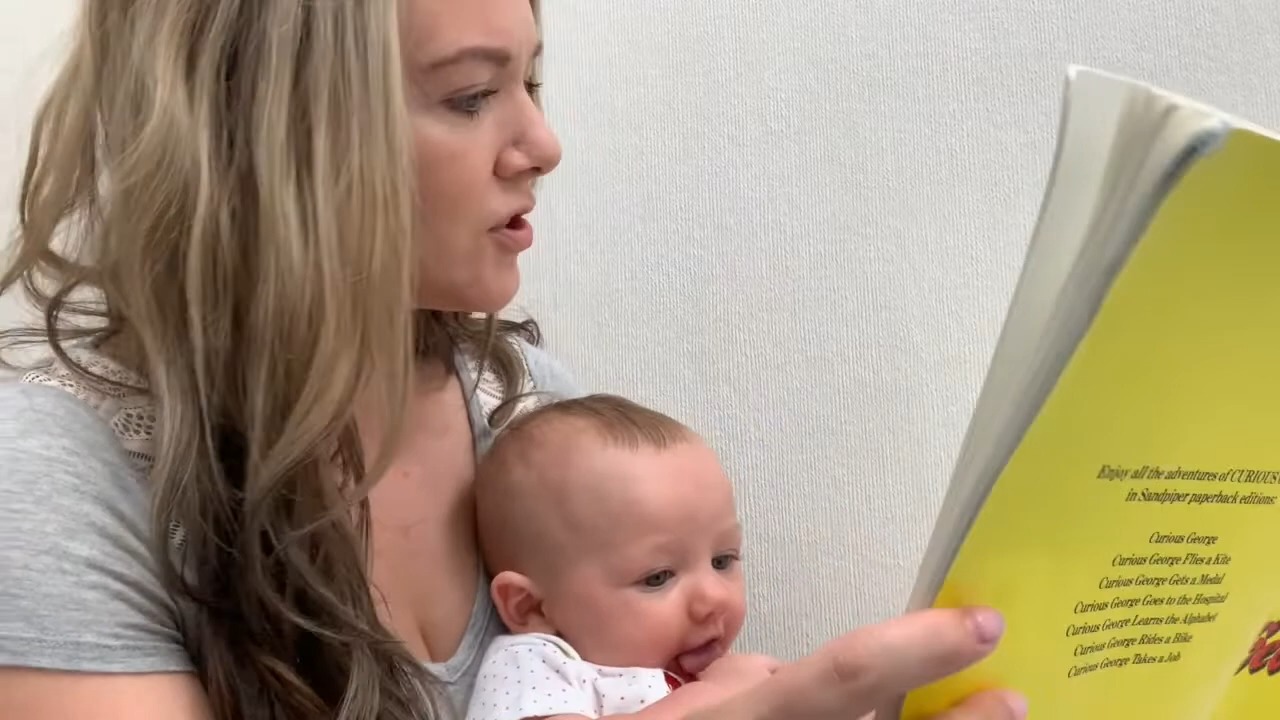 Enjoy all the adventures of CURIOUS
in Sandpiper paperback editions:
Curious George
Curious George Flies a Kite
Curious George Gets a Medal
Curious George Goes to the Hospital
Curious George Learns the Alphabet
Curious George Rides a Bike
Curious George Takes a Job